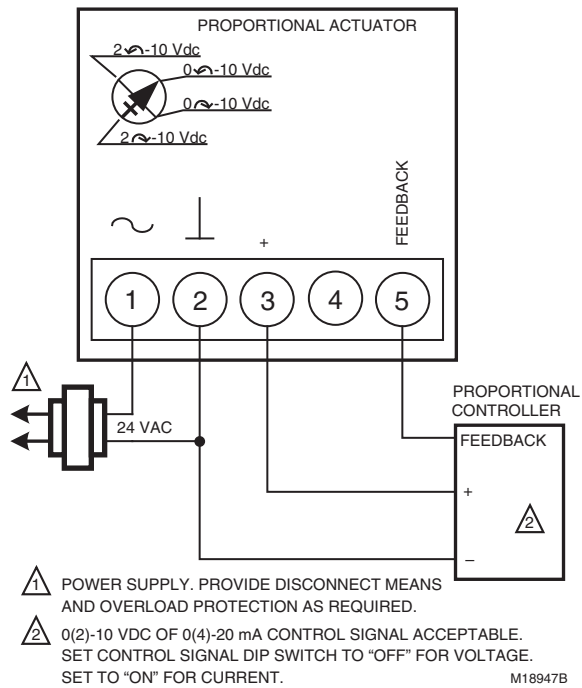 PROPORTIONAL ACTUATOR
2 -10 Vdc
0 -10 Vdc
0 -10 Vdc
2 -10 Vdc
FEEDBACK
+
1 2 3 4 5
1
24 VAC
PROPORTIONAL
CONTROLLER
FEEDBACK
+
2
–
1 POWER SUPPLY. PROVIDE DISCONNECT MEANS
AND OVERLOAD PROTECTION AS REQUIRED.
2 0(2)-10 VDC OF 0(4)-20 mA CONTROL SIGNAL ACCEPTABLE.
SET CONTROL SIGNAL DIP SWITCH TO “OFF” FOR VOLTAGE.
SET TO “ON” FOR CURRENT.
M18947B